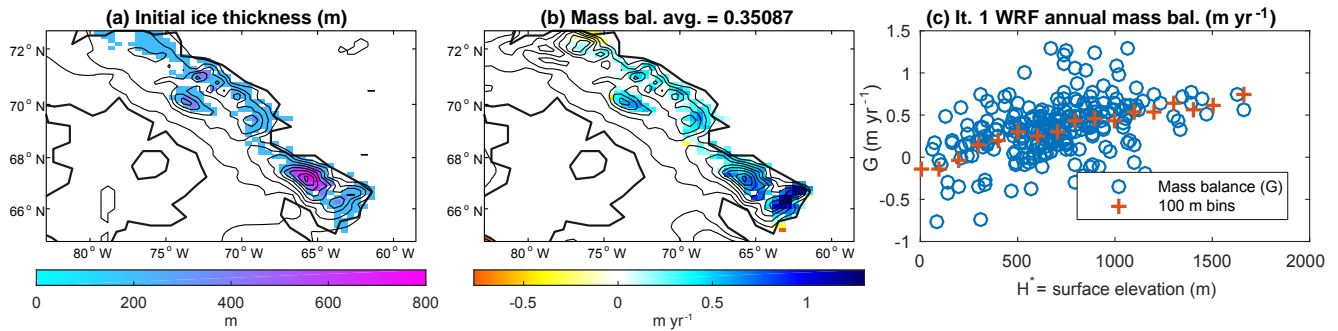 (a) Initial ice thickness (m)
72° N
70° N
68° N
66° N
80° W
75° W
70° W
65° W
60° W
0
200
400
600
800
m
(b) Mass bal. avg. = 0.35087
72° N
70° N
68° N
66° N
80° W
75° W
70° W
65° W
60° W
-0.5
0
0.5
1
m yr⁻¹
(c) It. 1 WRF annual mass bal. (m yr⁻¹)
1.5
1
0.5
0
-0.5
-1
G (m yr⁻¹)
Mass balance (G)
100 m bins
0
500
1000
1500
2000
H* = surface elevation (m)